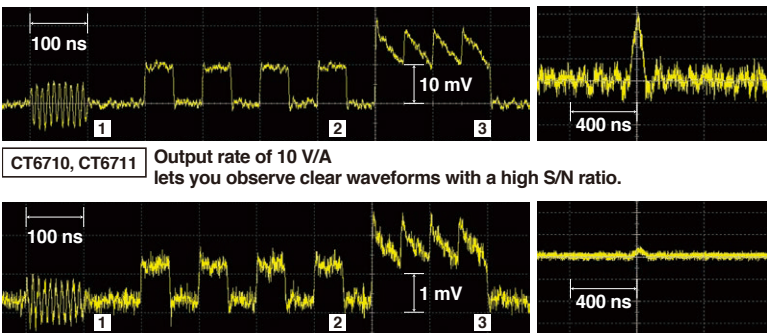 100 ns
10 mV
1
2
3
400 ns
CT6710, CT6711
Output rate of 10 V/A
lets you observe clear waveforms with a high S/N ratio.
100 ns
1 mV
1
2
3
400 ns